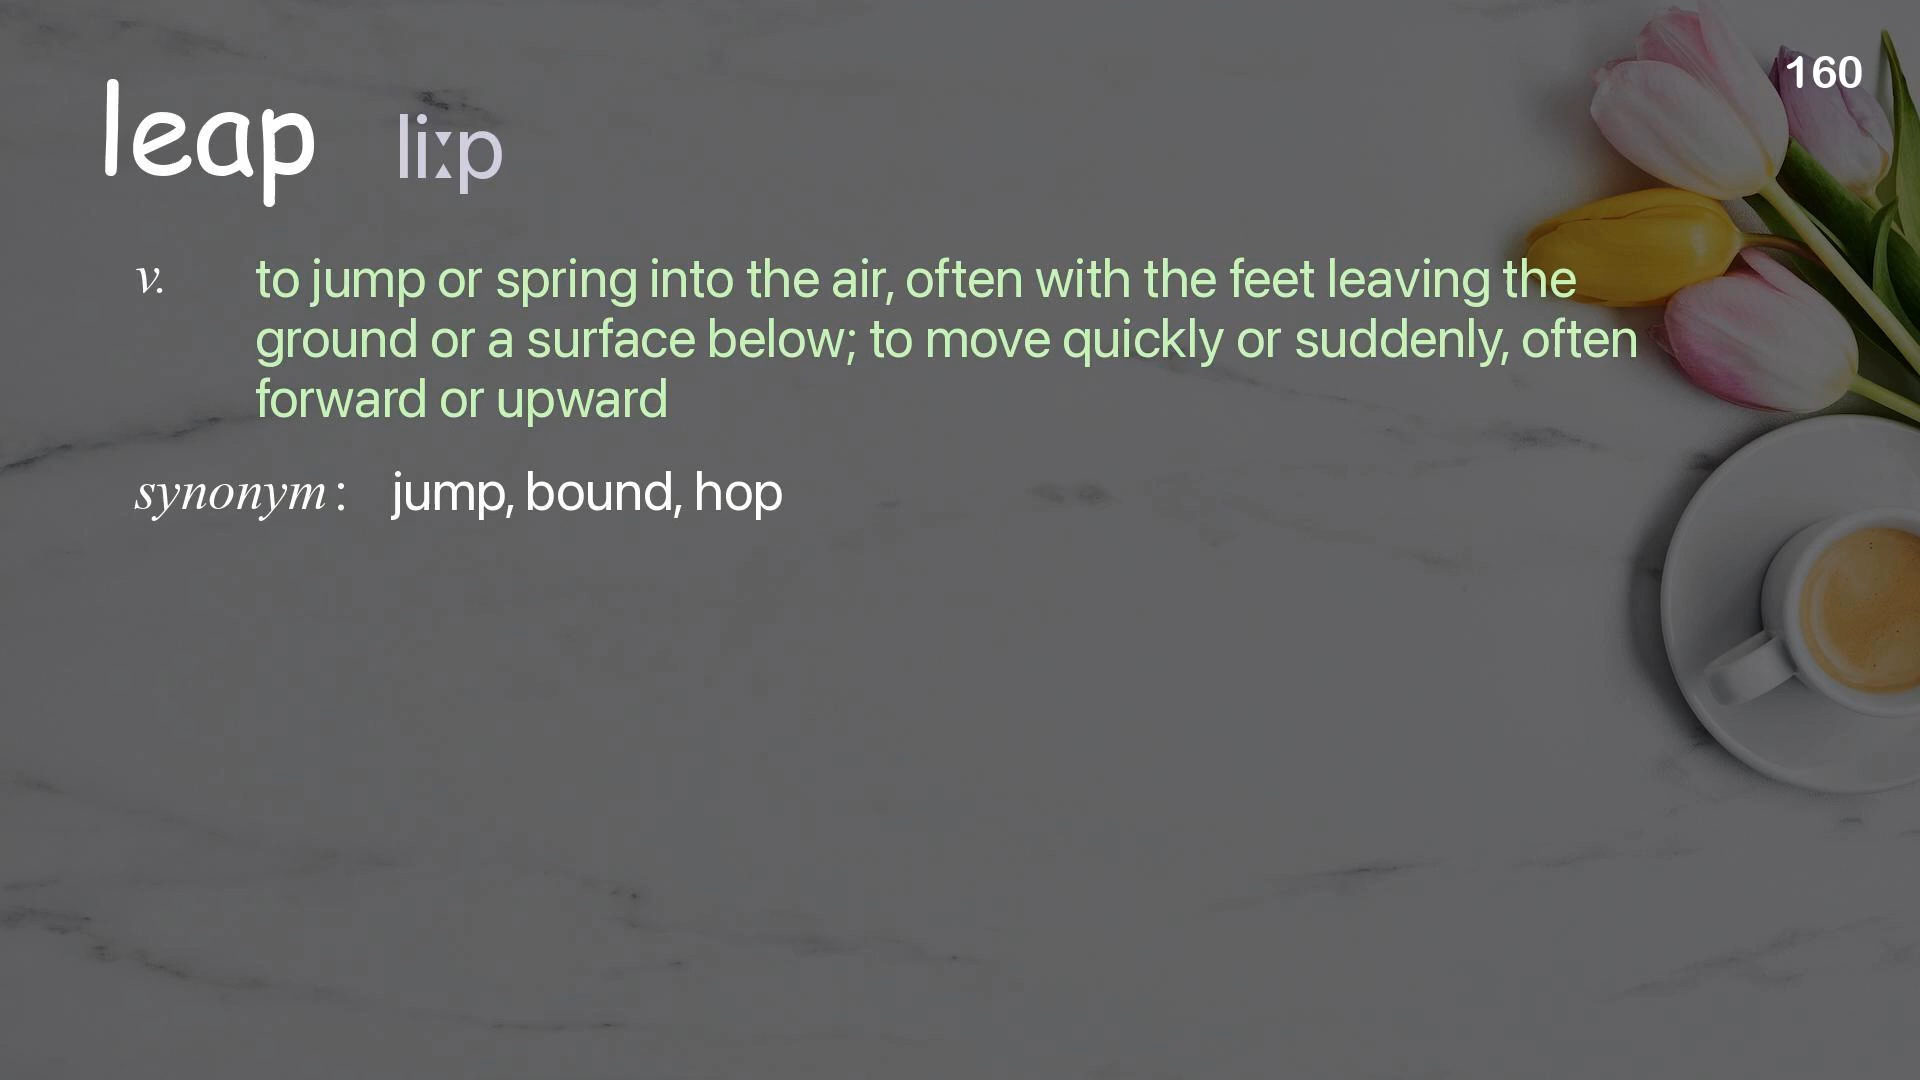 160
leap liːp
v. to jump or spring into the air, often with the feet leaving the
ground or a surface below; to move quickly or suddenly, often
forward or upward
synonym : jump, bound, hop